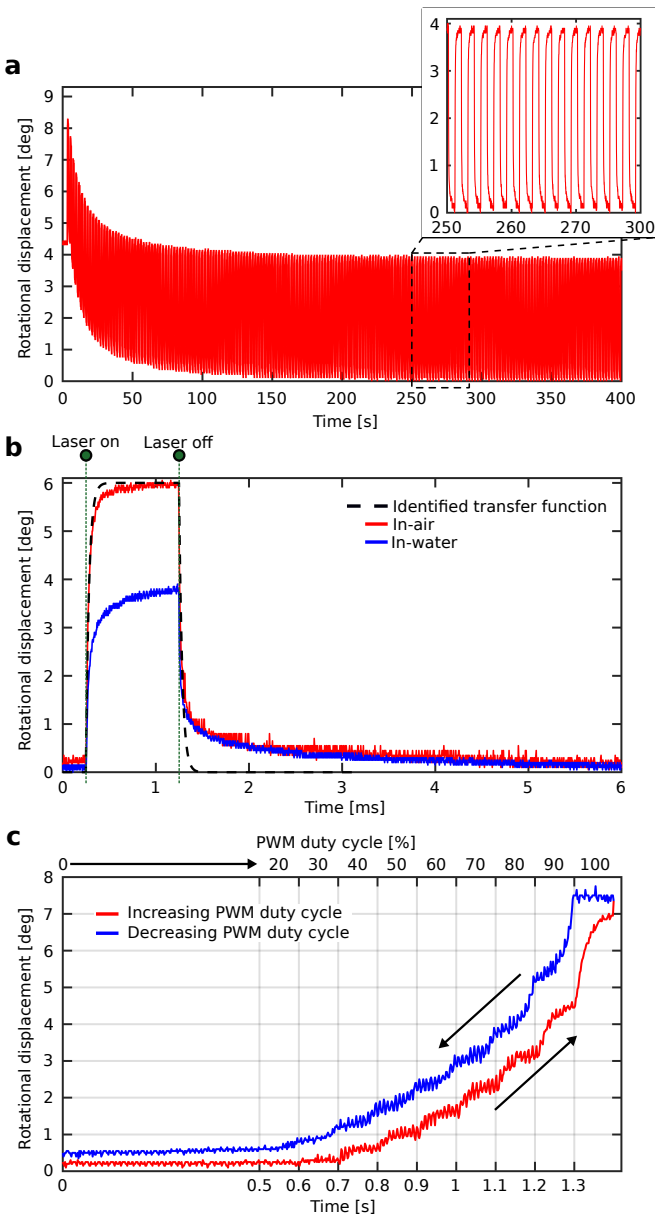 a
Rotational displacement [deg]
9
8
7
6
5
4
3
2
1
0
0 50 100 150 200 250 300 350 400
Time [s]
4
3
2
1
0
250 260 270 300
Laser on Laser off
b
Rotational displacement [deg]
6
5
4
3
2
1
0
Identified transfer function
In-air
In-water
0 1 2 3 4 5 6
Time [ms]
c
PWM duty cycle [%]
0 20 30 40 50 60 70 80 90 100
Rotational displacement [deg]
8
7
6
5
4
3
2
1
0
Increasing PWM duty cycle
Decreasing PWM duty cycle
0 0.5 0.6 0.7 0.8 0.9 1 1.1 1.2 1.3
Time [s]